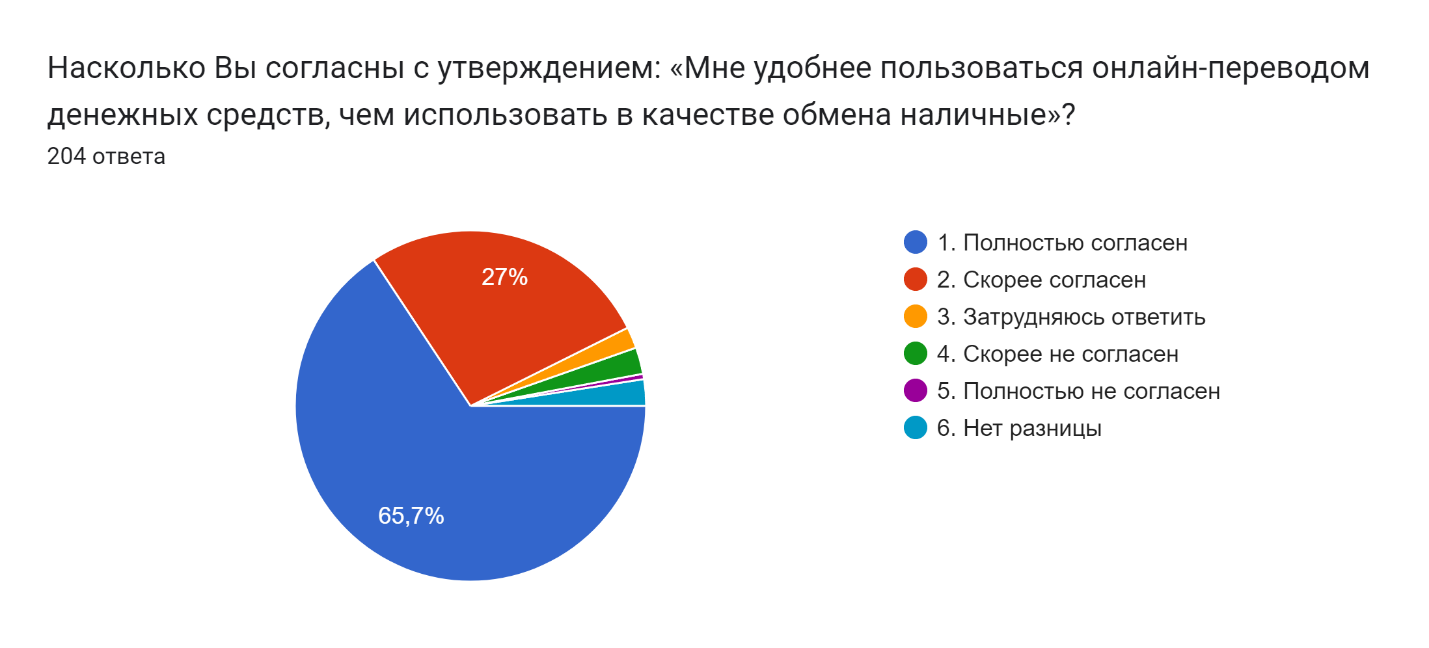 Насколько Вы согласны с утверждением: «Мне удобнее пользоваться онлайн-переводом
денежных средств, чем использовать в качестве обмена наличные»?
204 ответа
27%
65,7%
1. Полностью согласен
2. Скорее согласен
3. Затрудняюсь ответить
4. Скорее не согласен
5. Полностью не согласен
6. Нет разницы